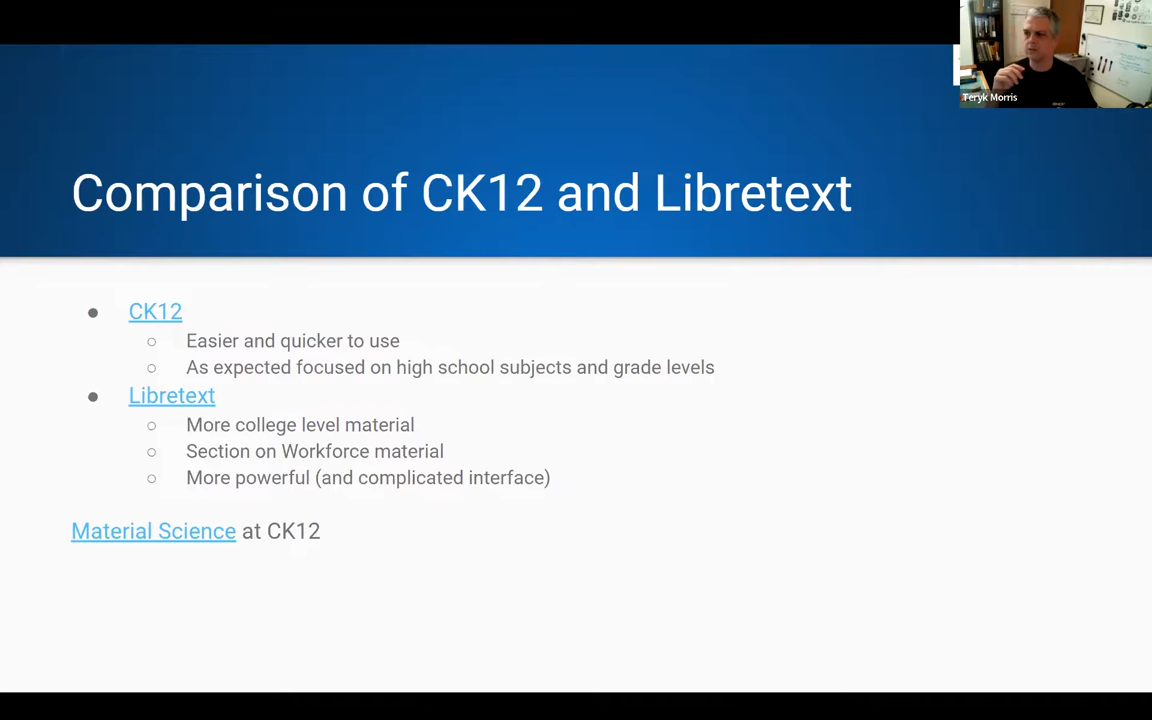 Teryk Morris
Comparison of CK12 and Libretext
CK12
Easier and quicker to use
As expected focused on high school subjects and grade levels
Libretext
More college level material
Section on Workforce material
More powerful (and complicated interface)
Material Science at CK12